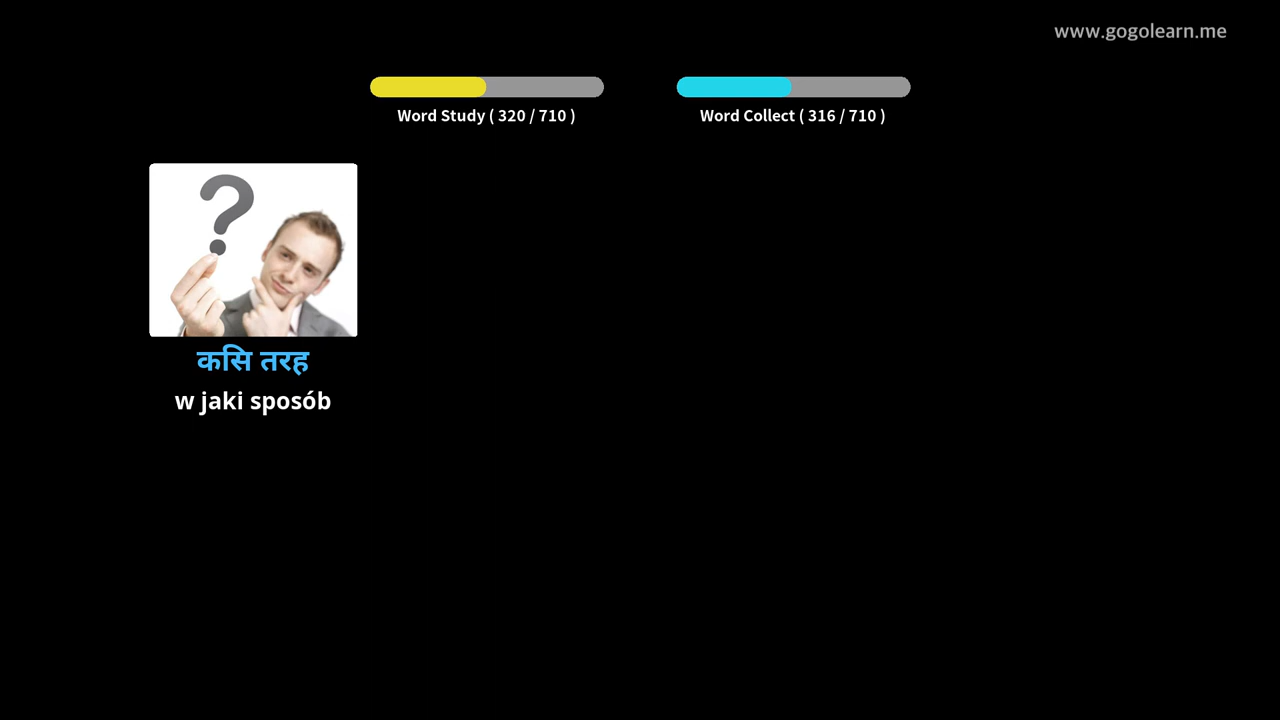 www.gogolearn.me
Word Study ( 320 / 710 )
Word Collect ( 316 / 710 )
कसि तरह
w jaki sposób